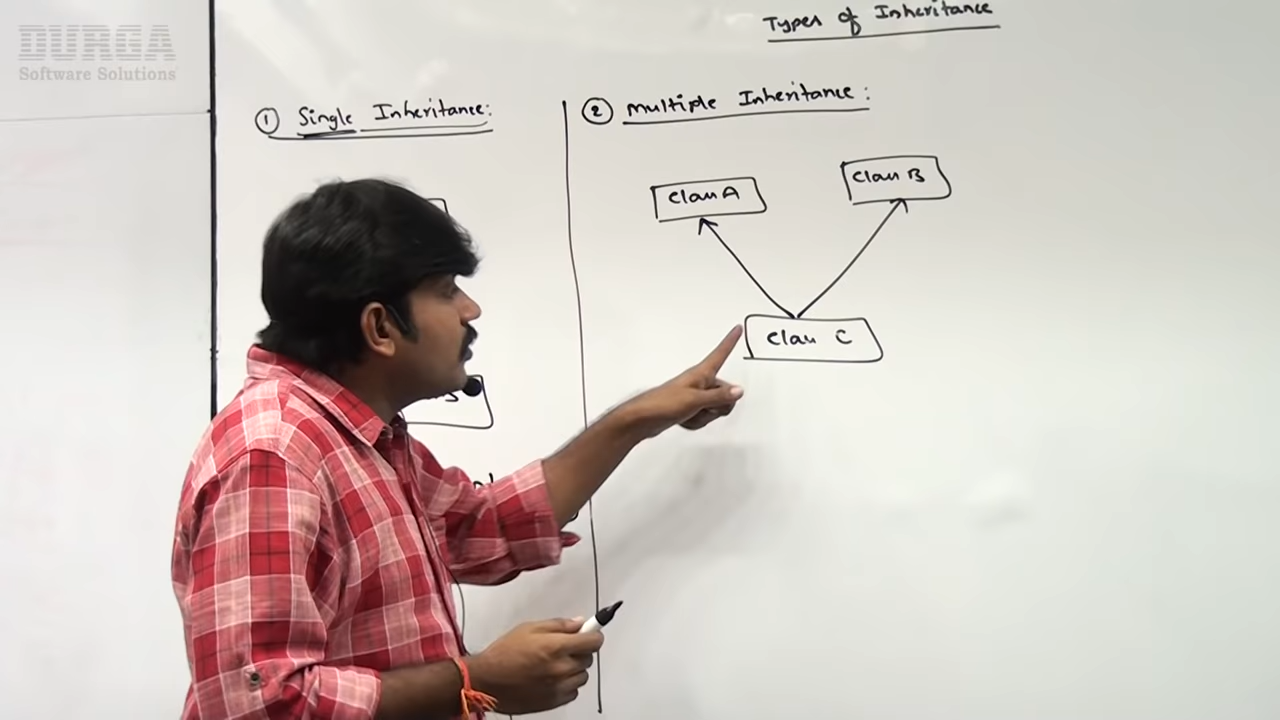 DURGA
Software Solutions
Types of Inheritance
① Single Inheritance:
② Multiple Inheritance:
Class A
Class B
Class C